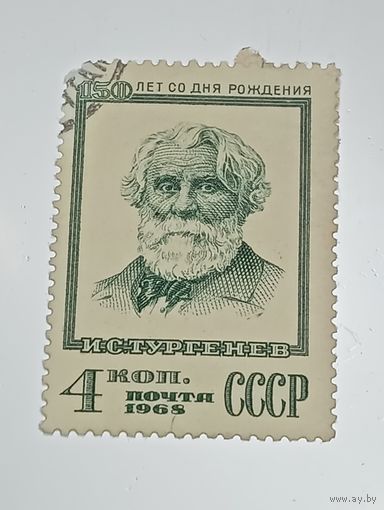 150 ЛЕТ СО ДНЯ РОЖДЕНИЯ
И.С.ТУРГЕНЕВ
4 КОП.
ПОЧТА
1968
СССР
www.ay.by